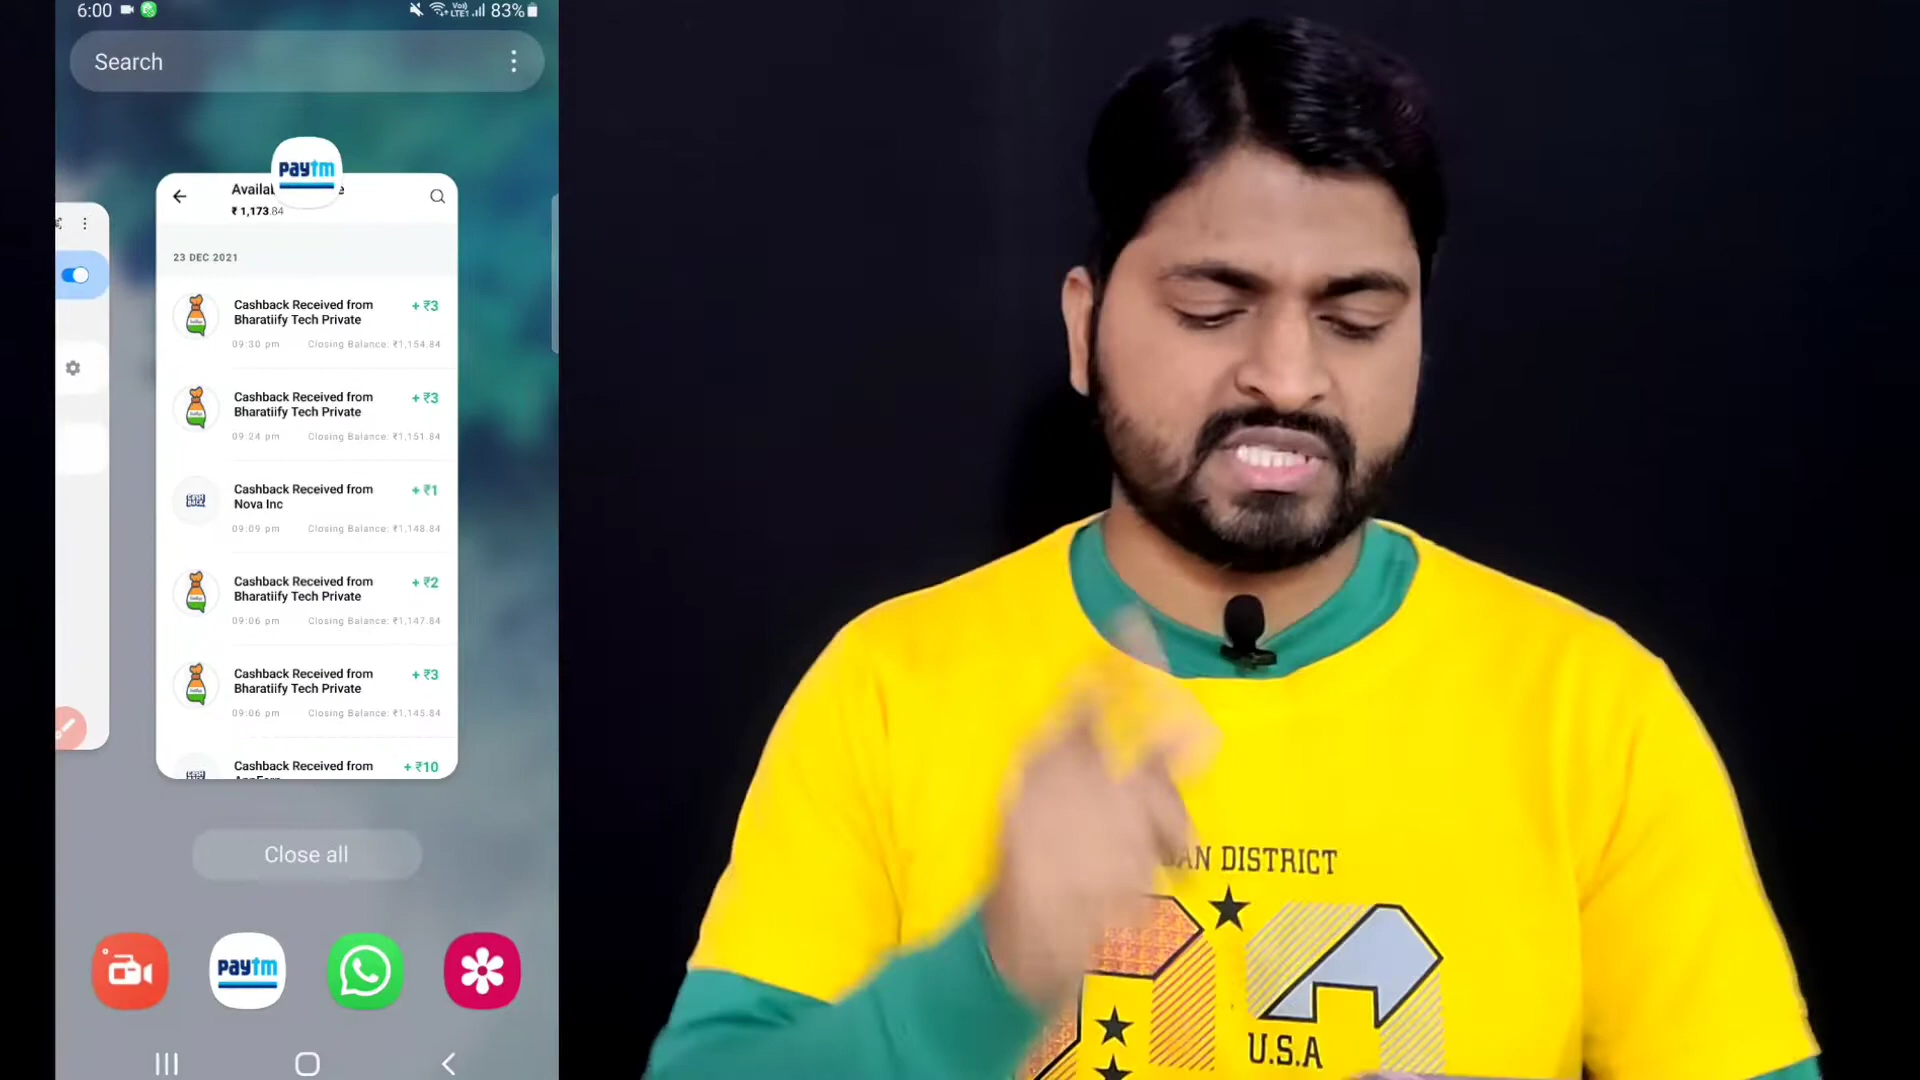 6:00
Vo))
LTE1
83%
Search
paytm
₹ 1,173.84
23 DEC 2021
Cashback Received from
Bharatiify Tech Private
+ ₹3
09:30 pm
Closing Balance: ₹1,154.84
Cashback Received from
Bharatiify Tech Private
+ ₹3
09:24 pm
Closing Balance: ₹1,151.84
Cashback Received from
Nova Inc
+ ₹1
09:09 pm
Closing Balance: ₹1,148.84
Cashback Received from
Bharatiify Tech Private
+ ₹2
09:06 pm
Closing Balance: ₹1,147.84
Cashback Received from
Bharatiify Tech Private
+ ₹3
09:06 pm
Closing Balance: ₹1,145.84
Cashback Received from
+ ₹10
Close all
paytm
DISTRICT
U.S.A